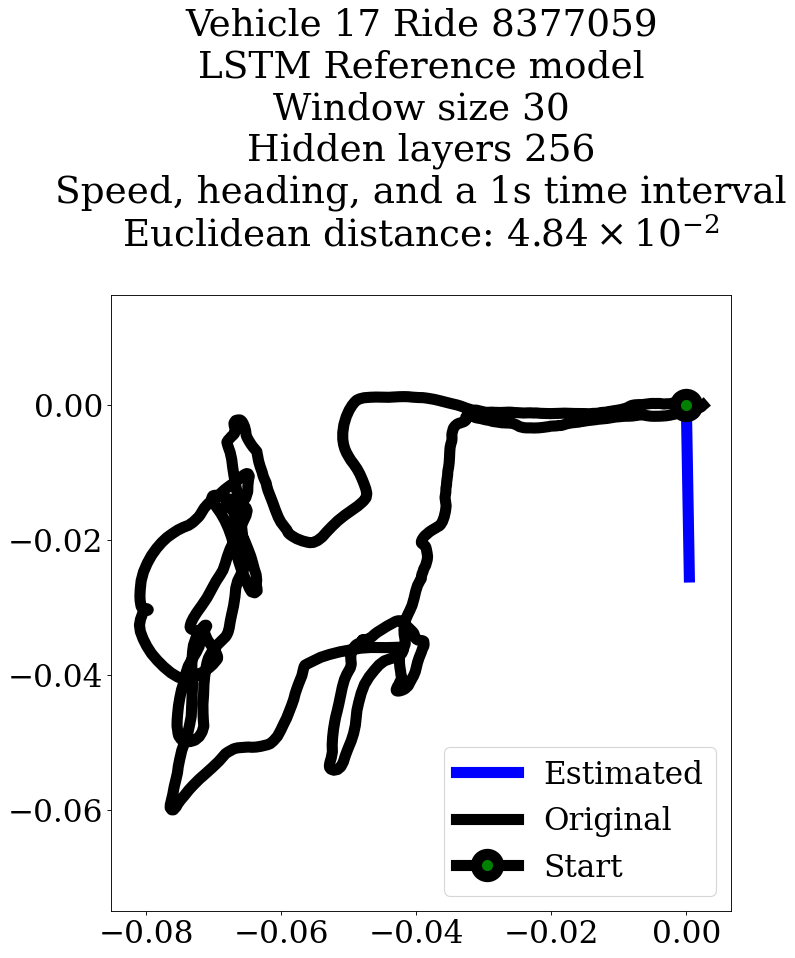 Vehicle 17 Ride 8377059
LSTM Reference model
Window size 30
Hidden layers 256
Speed, heading, and a 1s time interval
Euclidean distance: 4.84 × 10⁻²
0.00
−0.02
−0.04
−0.06
Estimated
Original
Start
−0.08 −0.06 −0.04 −0.02 0.00